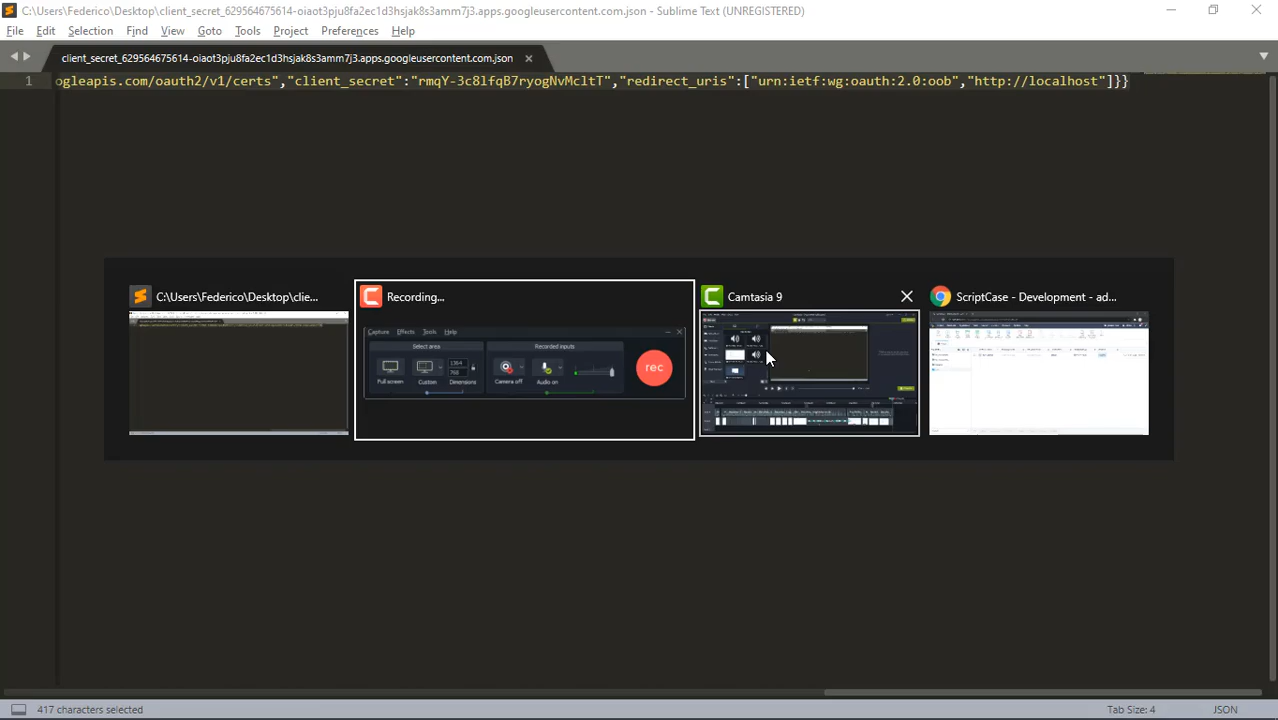 C:\Users\Federico\Desktop\client_secret_629564675614-oiaot3pju8fa2ec1d3hsjak8s3amm7j3.apps.googleusercontent.com.json - Sublime Text (UNREGISTERED)
File Edit Selection Find View Goto Tools Project Preferences Help
client_secret_629564675614-oiaot3pju8fa2ec1d3hsjak8s3amm7j3.apps.googleusercontent.com.json
1 ogleapis.com/oauth2/v1/certs","client_secret":"rmqY-3c8lfqB7ryogNvMcltT","redirect_uris":["urn:ietf:wg:oauth:2.0:oob","http://localhost"]}}
C:\Users\Federico\Desktop\clie...
Recording...
Camtasia 9
ScriptCase - Development - ad...
Capture Effects Tools Help
Select area
Recorded inputs
Full screen
Custom
1364
768
Dimensions
Camera off
Audio on
rec
417 characters selected
Tab Size: 4
JSON